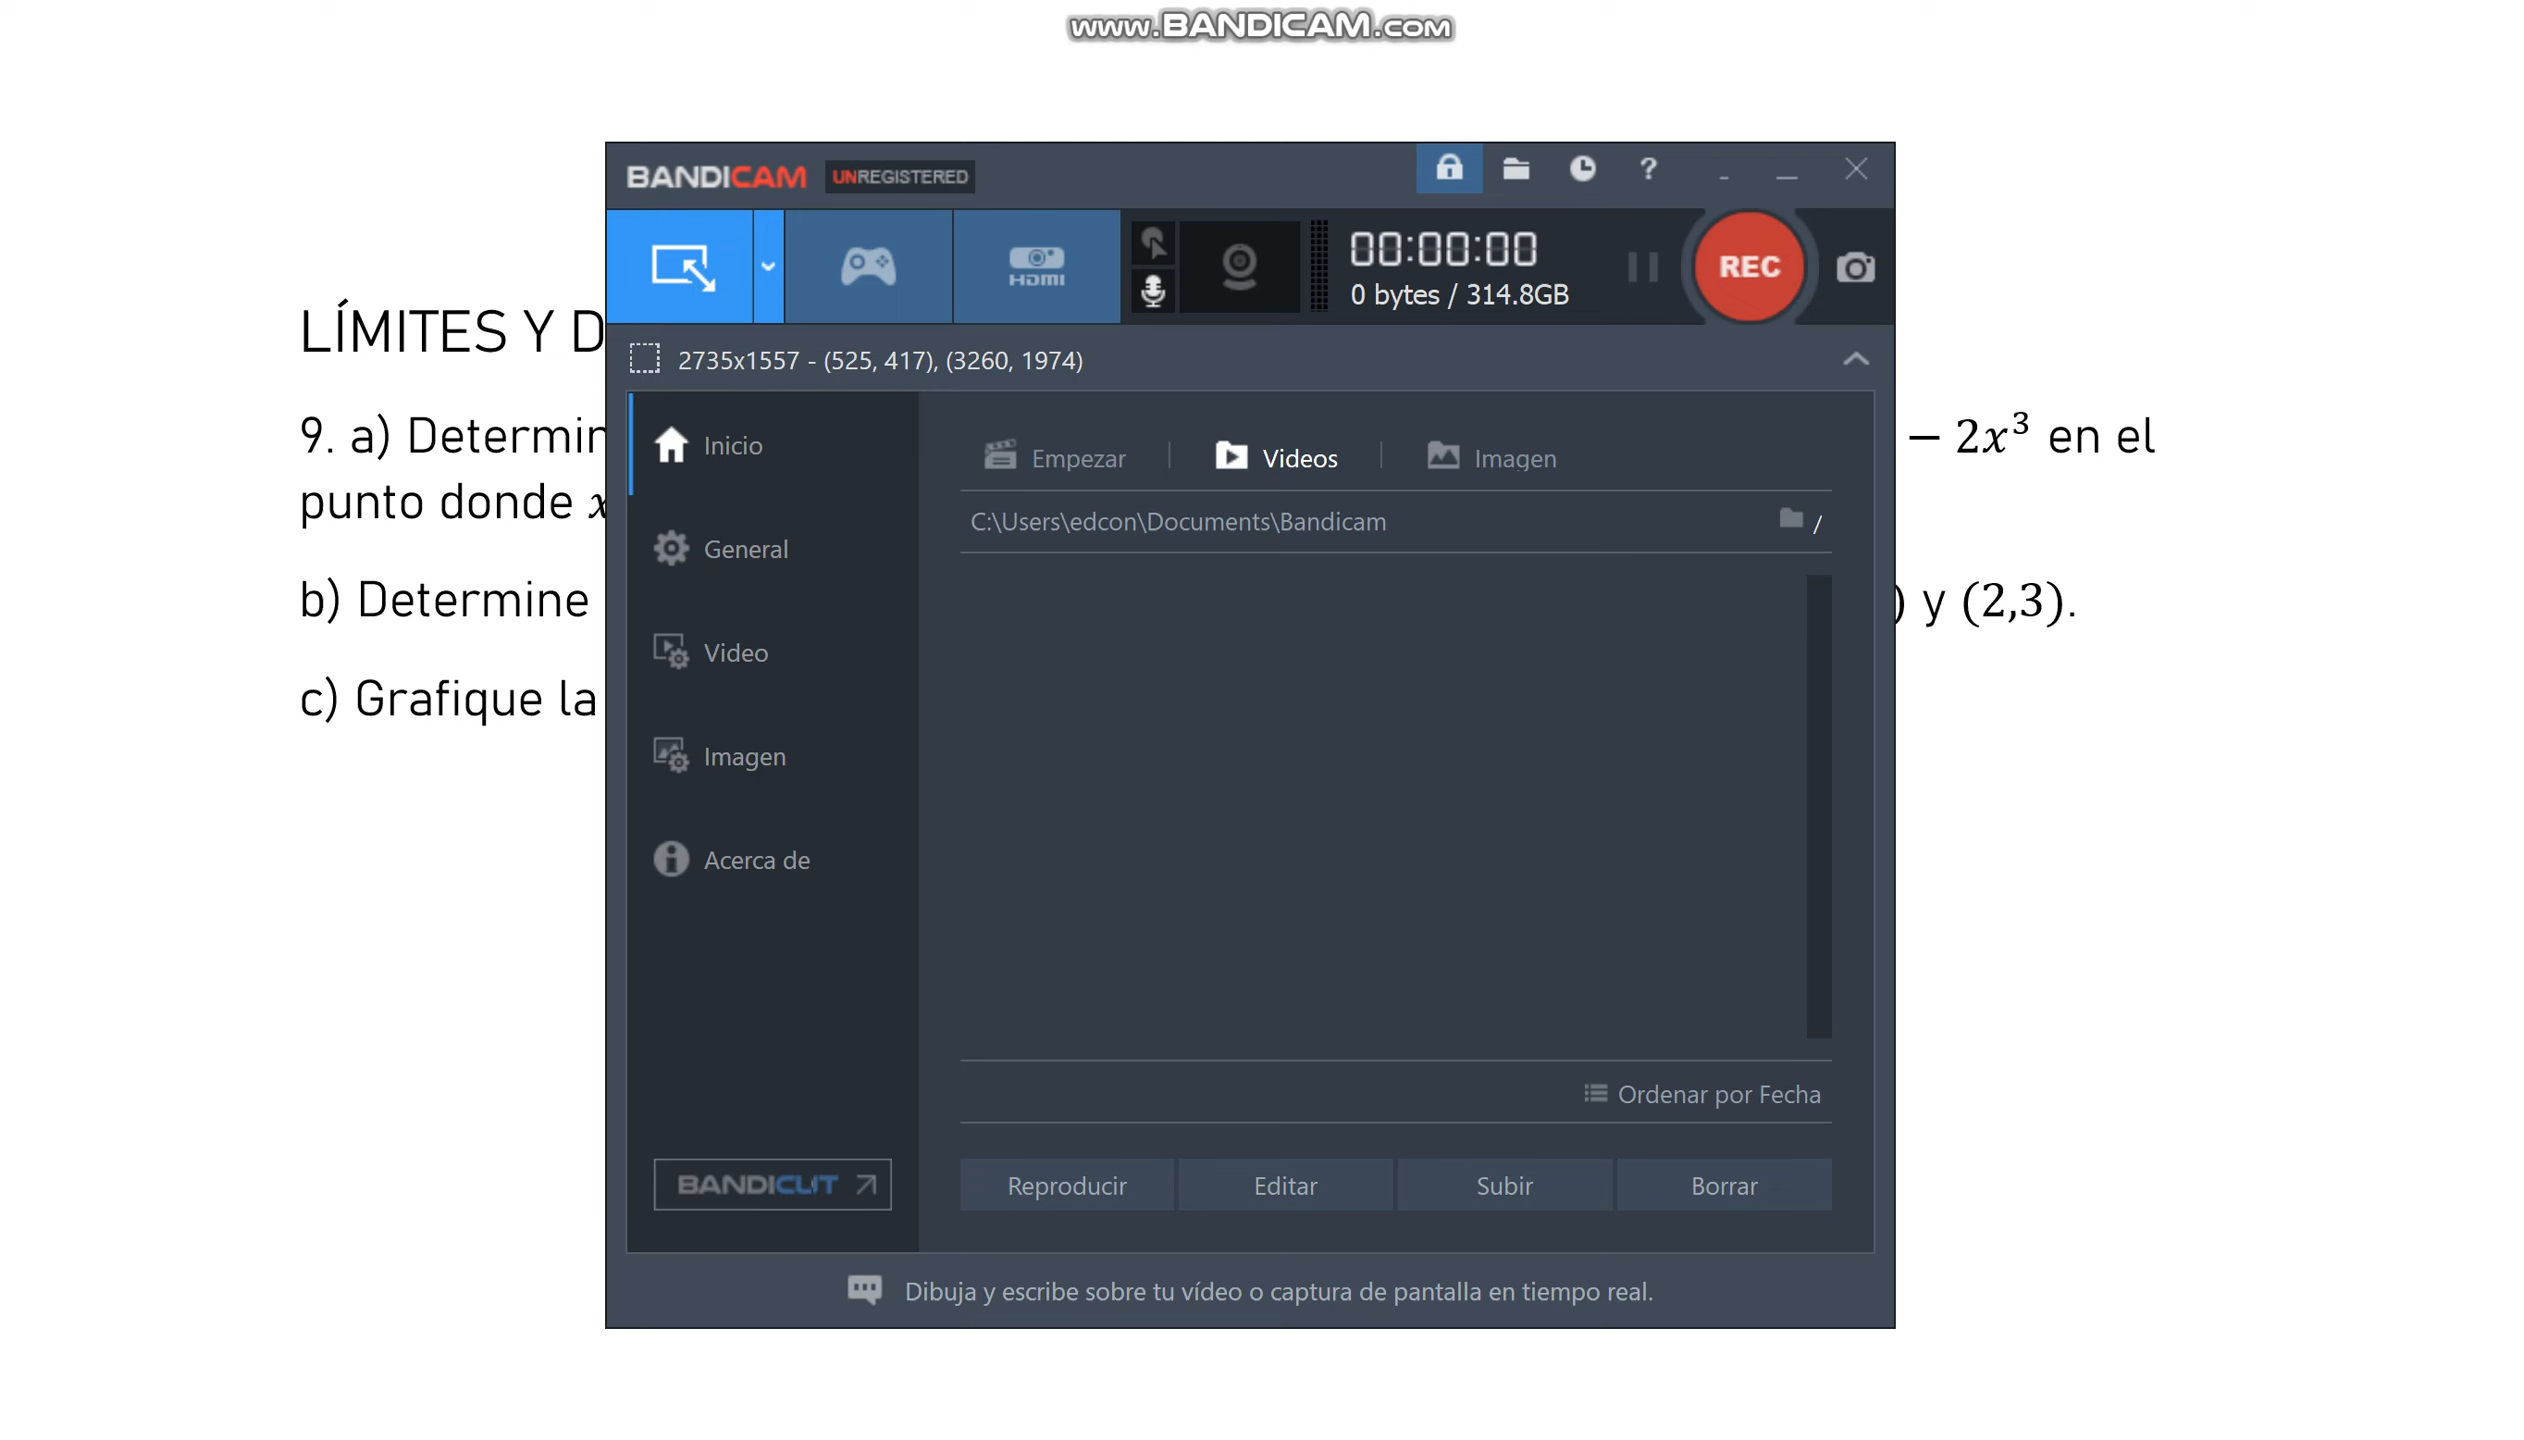 www.BANDICAM.com
BANDICAM UNREGISTERED ?
HDMI
00:00:00
0 bytes / 314.8GB
REC
LÍMITES Y D
2735x1557 - (525, 417), (3260, 1974)
9. a) Determin
− 2x³ en el
punto donde x
b) Determine
) y (2,3).
c) Grafique la
Inicio
General
Video
Imagen
Acerca de
BANDICUT
Empezar | Videos | Imagen
C:\Users\edcon\Documents\Bandicam /
Ordenar por Fecha
Reproducir Editar Subir Borrar
Dibuja y escribe sobre tu vídeo o captura de pantalla en tiempo real.